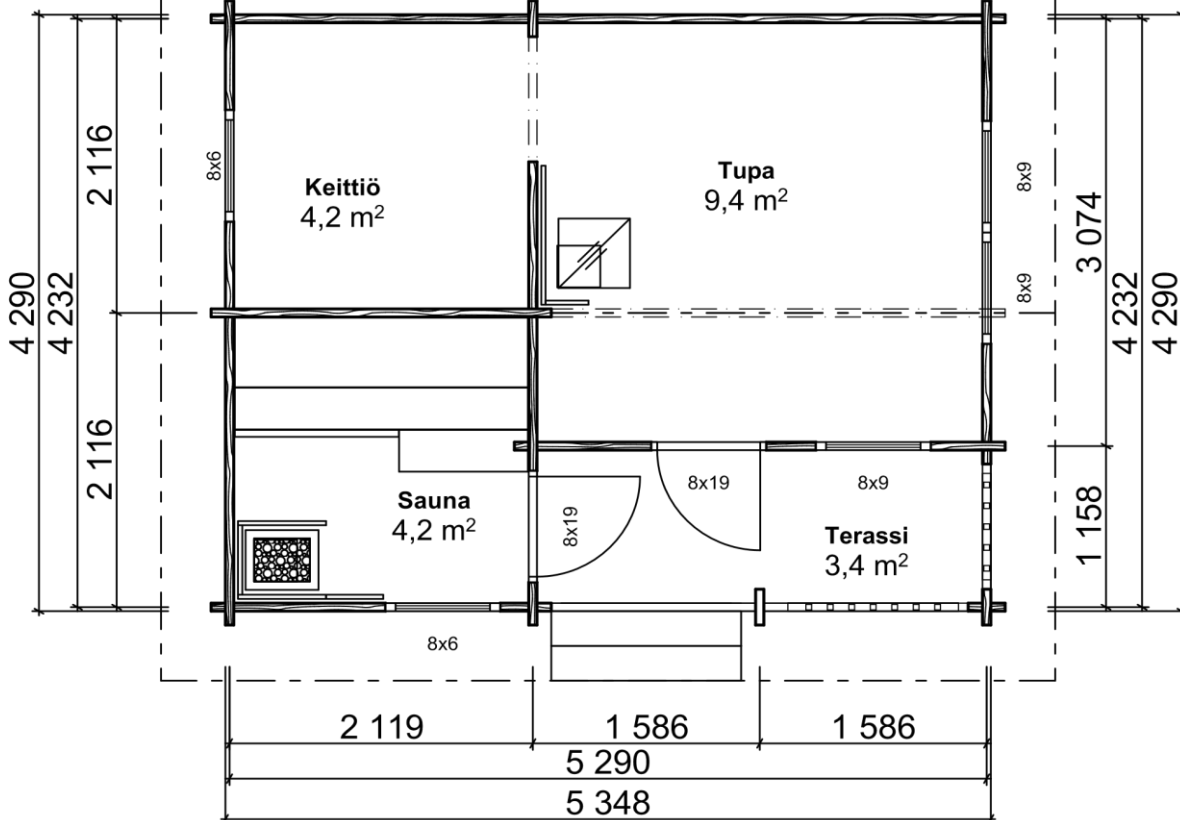 8x6
Keittiö
4,2 m²
Tupa
9,4 m²
8x9
8x9
2 116
2 116
4 232
4 290
3 074
1 158
4 232
4 290
Sauna
4,2 m²
8x19
8x19
8x9
Terassi
3,4 m²
8x6
2 119
1 586
1 586
5 290
5 348